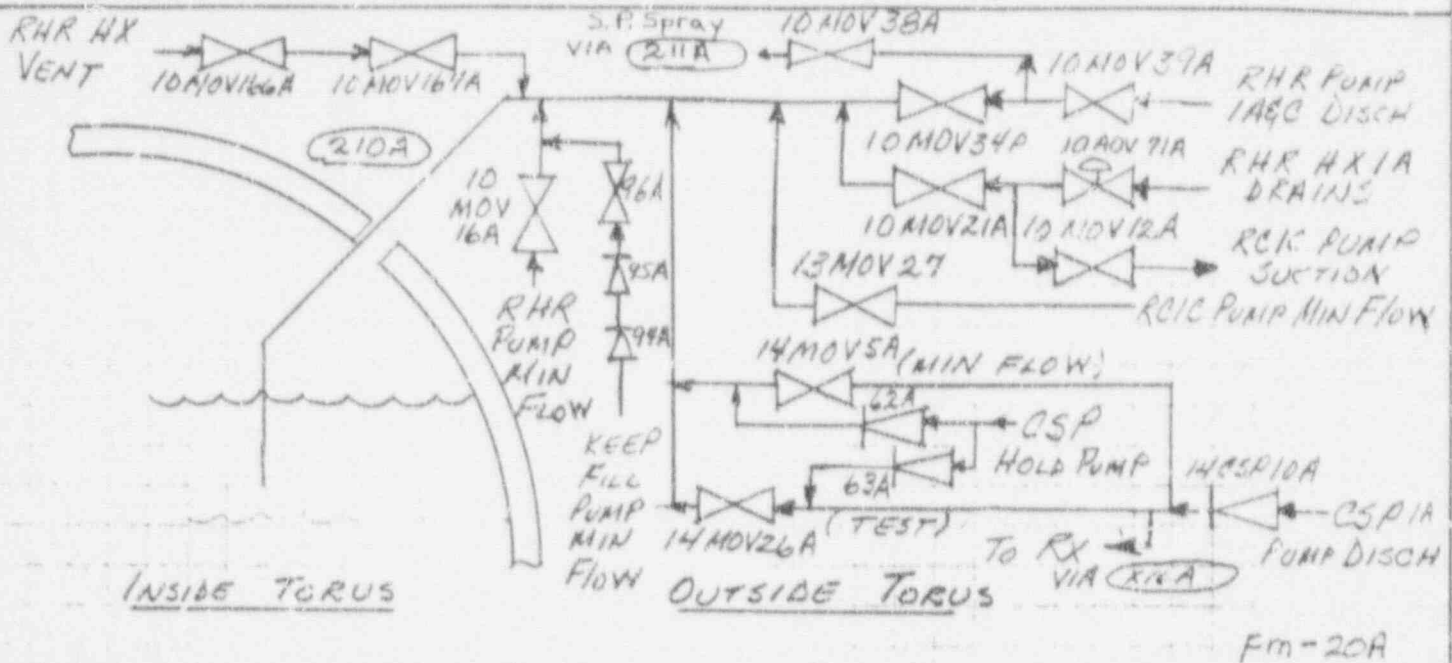 RHR HX
VENT
10MOV166A
10MOV167A
S.P. Spray
VIA 211A
10MOV38A
10MOV39A
RHR PUMP
1A&C DISCH
210A
10MOV34A
10AOV71A
RHR HX1A
DRAINS
10
MOV
16A
96A
95A
94A
10MOV21A
10MOV12A
RCIC PUMP
SUCTION
13MOV27
RCIC PUMP MIN FLOW
RHR
PUMP
MIN
FLOW
14MOV5A
(MIN FLOW)
62A
CSP
HOLD PUMP
63A
14CSP10A
KEEP
FILL
PUMP
MIN
FLOW
14MOV26A
(TEST)
TO RX
VIA X16A
CSP1A
PUMP DISCH
INSIDE TORUS
OUTSIDE TORUS
Fm-20A